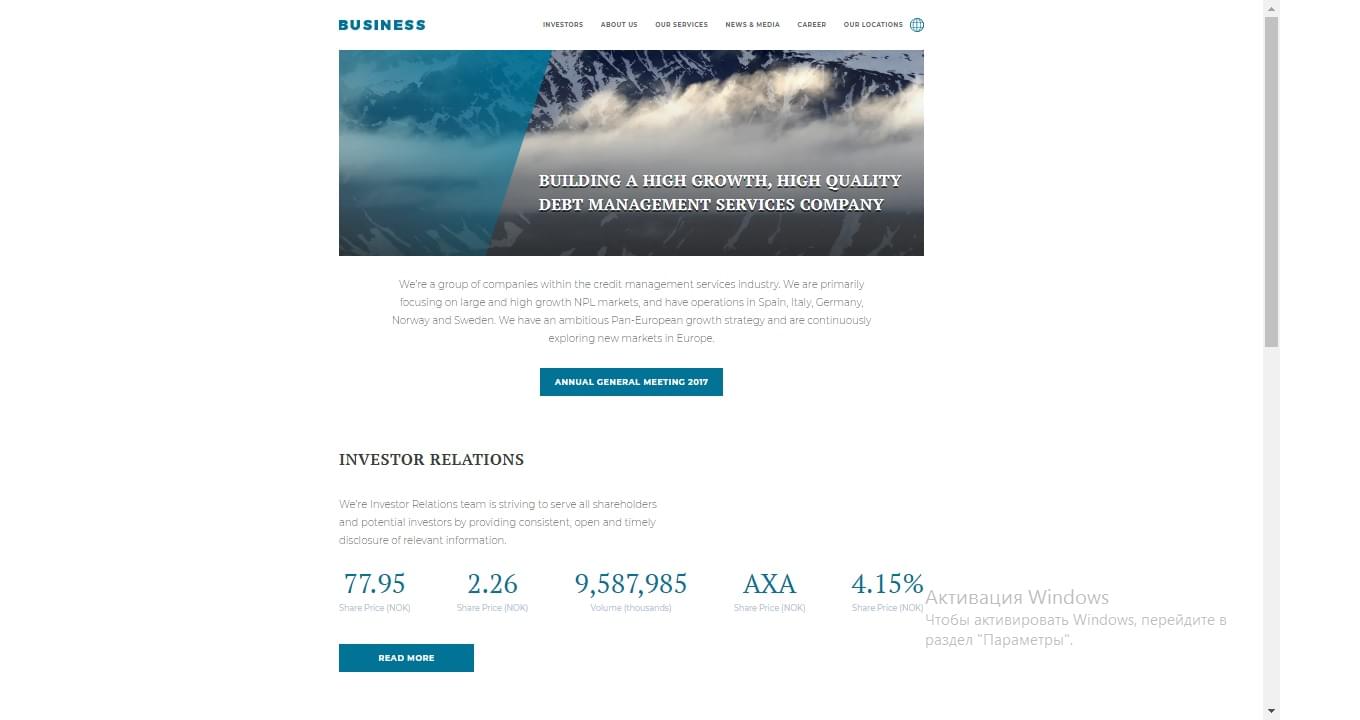 BUSINESS
INVESTORS ABOUT US OUR SERVICES NEWS & MEDIA CAREER OUR LOCATIONS
BUILDING A HIGH GROWTH, HIGH QUALITY
DEBT MANAGEMENT SERVICES COMPANY
We're a group of companies within the credit management services industry. We are primarily
focusing on large and high growth NPL markets, and have operations in Spain, Italy, Germany,
Norway and Sweden. We have an ambitious Pan-European growth strategy and are continuously
exploring new markets in Europe.
ANNUAL GENERAL MEETING 2017
INVESTOR RELATIONS
We're Investor Relations team is striving to serve all shareholders
and potential investors by providing consistent, open and timely
disclosure of relevant information.
77.95 2.26 9,587,985 AXA 4.15%
Share Price (NOK) Share Price (NOK) Volume (thousands) Share Price (NOK) Share Price (NOK)
READ MORE
Активация Windows
Чтобы активировать Windows, перейдите в
раздел "Параметры".